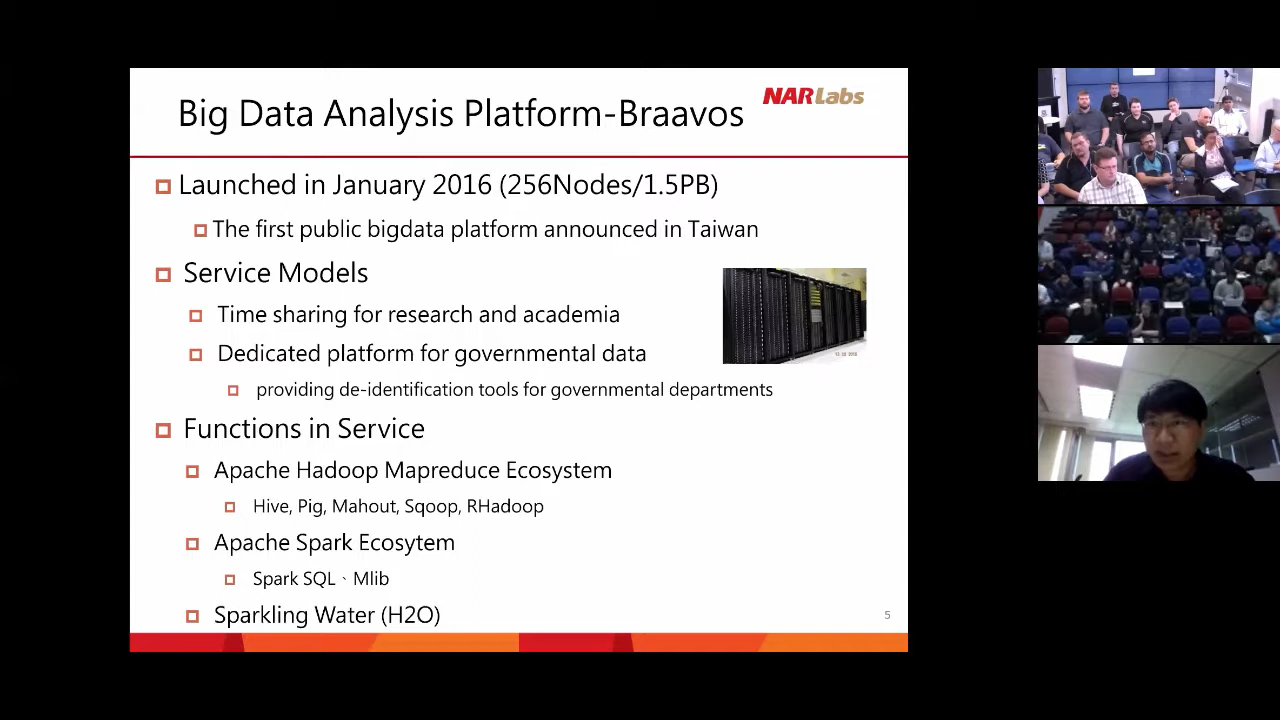 Big Data Analysis Platform-Braavos
NARLabs
Launched in January 2016 (256Nodes/1.5PB)
The first public bigdata platform announced in Taiwan
Service Models
Time sharing for research and academia
Dedicated platform for governmental data
providing de-identification tools for governmental departments
Functions in Service
Apache Hadoop Mapreduce Ecosystem
Hive, Pig, Mahout, Sqoop, RHadoop
Apache Spark Ecosytem
Spark SQL、Mlib
Sparkling Water (H2O)
5